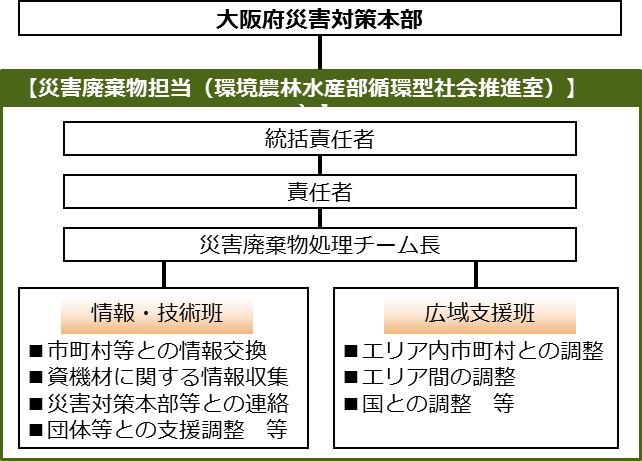 大阪府災害対策本部
【災害廃棄物担当（環境農林水産部循環型社会推進室）】
統括責任者
責任者
災害廃棄物処理チーム長
情報・技術班
■市町村等との情報交換
■資機材に関する情報収集
■災害対策本部等との連絡
■団体等との支援調整　等
広域支援班
■エリア内市町村との調整
■エリア間の調整
■国との調整　等